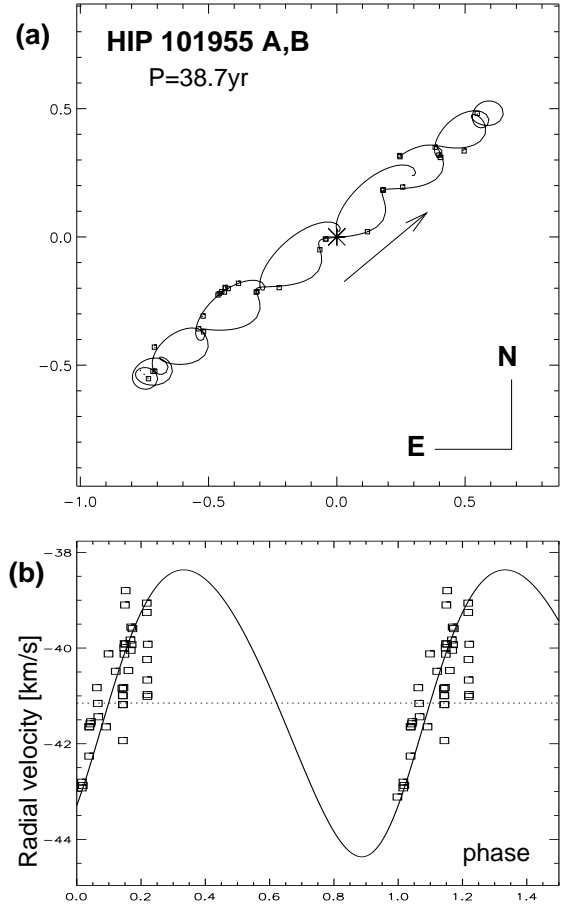 (a)
HIP 101955 A,B
P=38.7yr
0.5
0.0
−0.5
N
E
−1.0 −0.5 0.0 0.5
(b)
Radial velocity [km/s]
−38
−40
−42
−44
phase
0.0 0.2 0.4 0.6 0.8 1.0 1.2 1.4